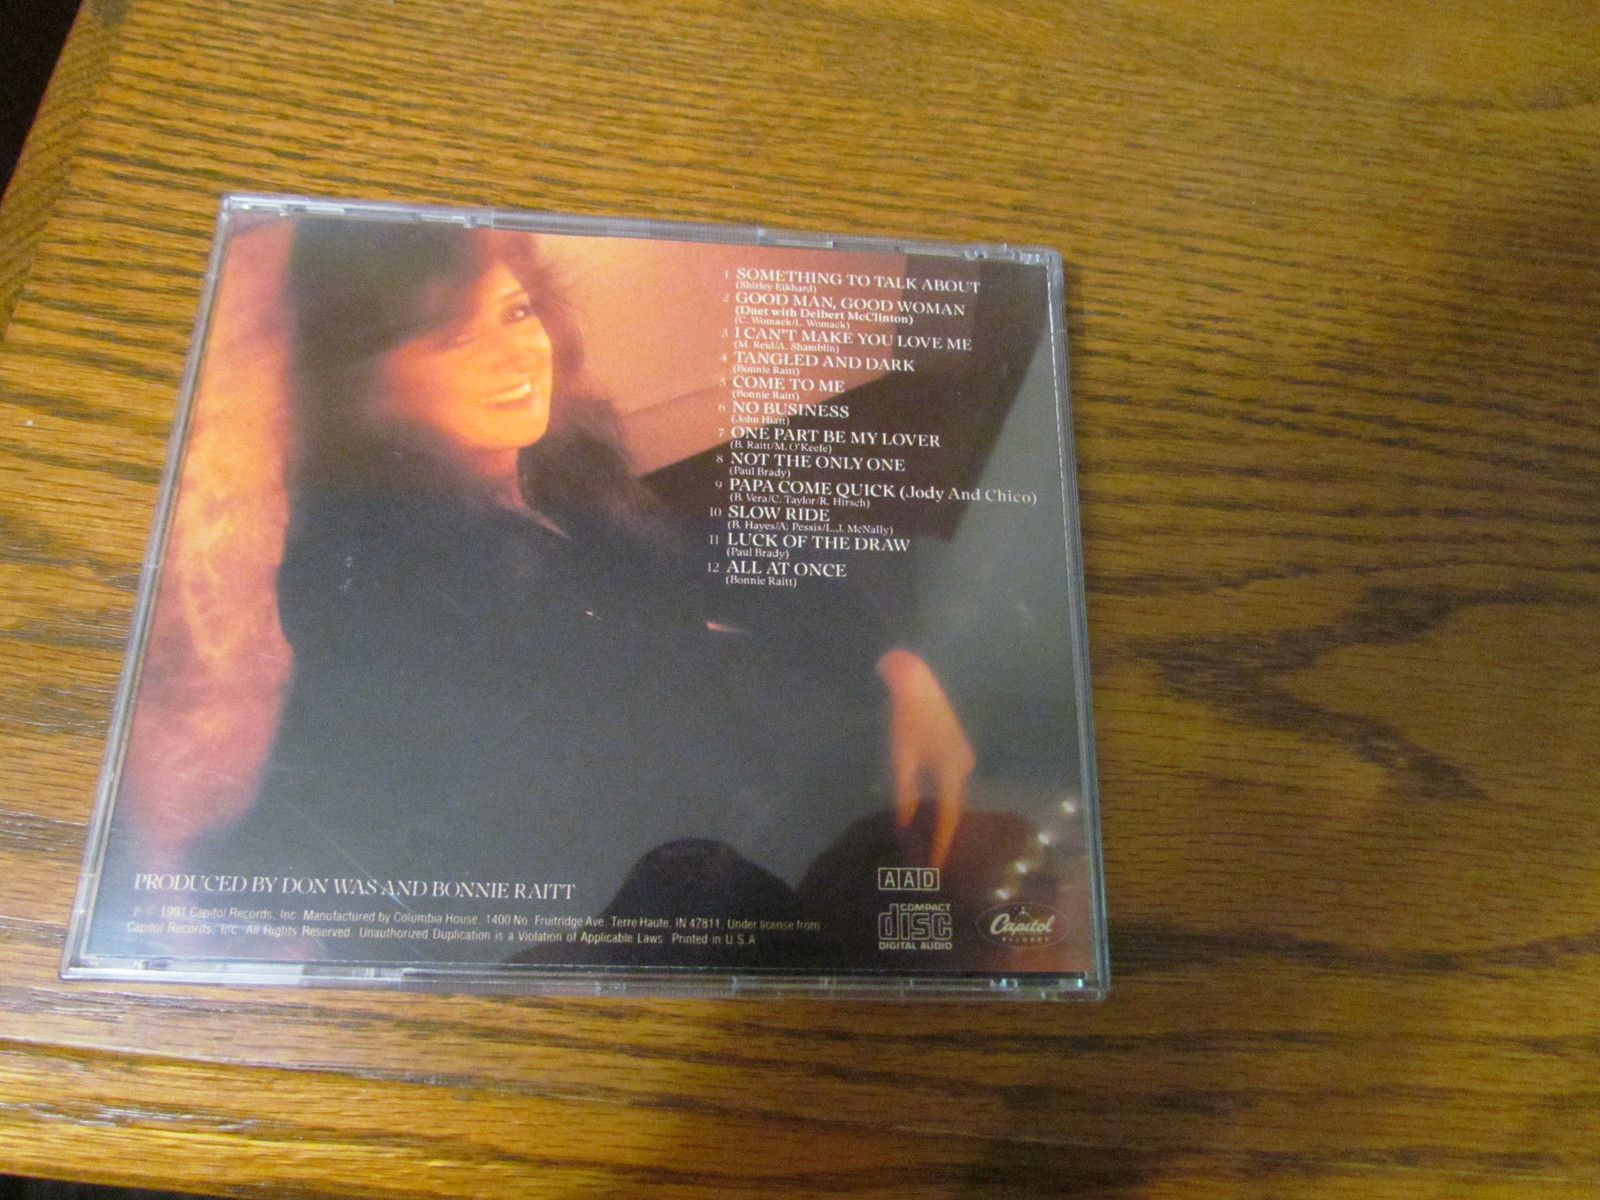 1 SOMETHING TO TALK ABOUT
(Shirley Eikhard)
2 GOOD MAN, GOOD WOMAN
(Duet with Delbert McClinton)
(C. Womack/L. Womack)
3 I CAN'T MAKE YOU LOVE ME
(M. Reid/A. Shamblin)
4 TANGLED AND DARK
(Bonnie Raitt)
5 COME TO ME
(Bonnie Raitt)
6 NO BUSINESS
(John Hiatt)
7 ONE PART BE MY LOVER
(B. Raitt/M. O'Keefe)
8 NOT THE ONLY ONE
(Paul Brady)
9 PAPA COME QUICK (Jody And Chico)
(B. Vera/C. Taylor/R. Hirsch)
10 SLOW RIDE
(B. Hayes/A. Pessis/L.J. McNally)
11 LUCK OF THE DRAW
(Paul Brady)
12 ALL AT ONCE
(Bonnie Raitt)
PRODUCED BY DON WAS AND BONNIE RAITT
℗ © 1991 Capitol Records, Inc. Manufactured by Columbia House, 1400 No. Fruitridge Ave. Terre Haute, IN 47811, Under license from
Capitol Records, Inc. All Rights Reserved. Unauthorized Duplication is a Violation of Applicable Laws. Printed in U.S.A.
AAD
COMPACT
disc
DIGITAL AUDIO
Capitol
RECORDS